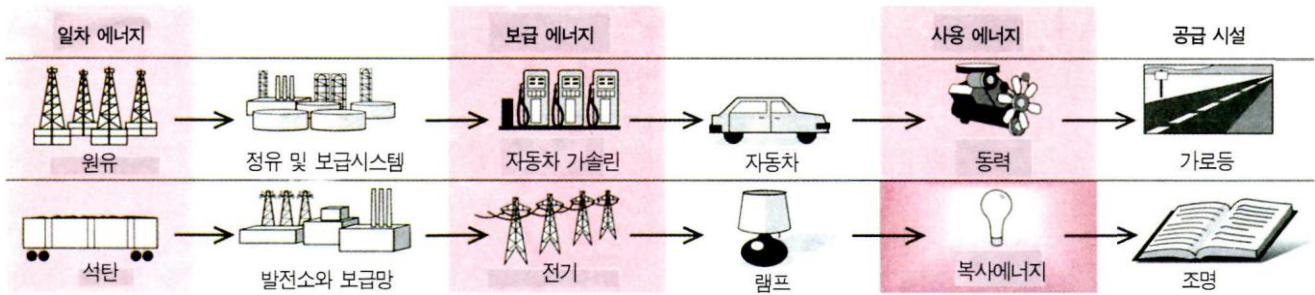 일차 에너지 보급 에너지 사용 에너지 공급 시설
원유 정유 및 보급시스템 자동차 가솔린 자동차 동력 가로등
석탄 발전소와 보급망 전기 램프 복사에너지 조명